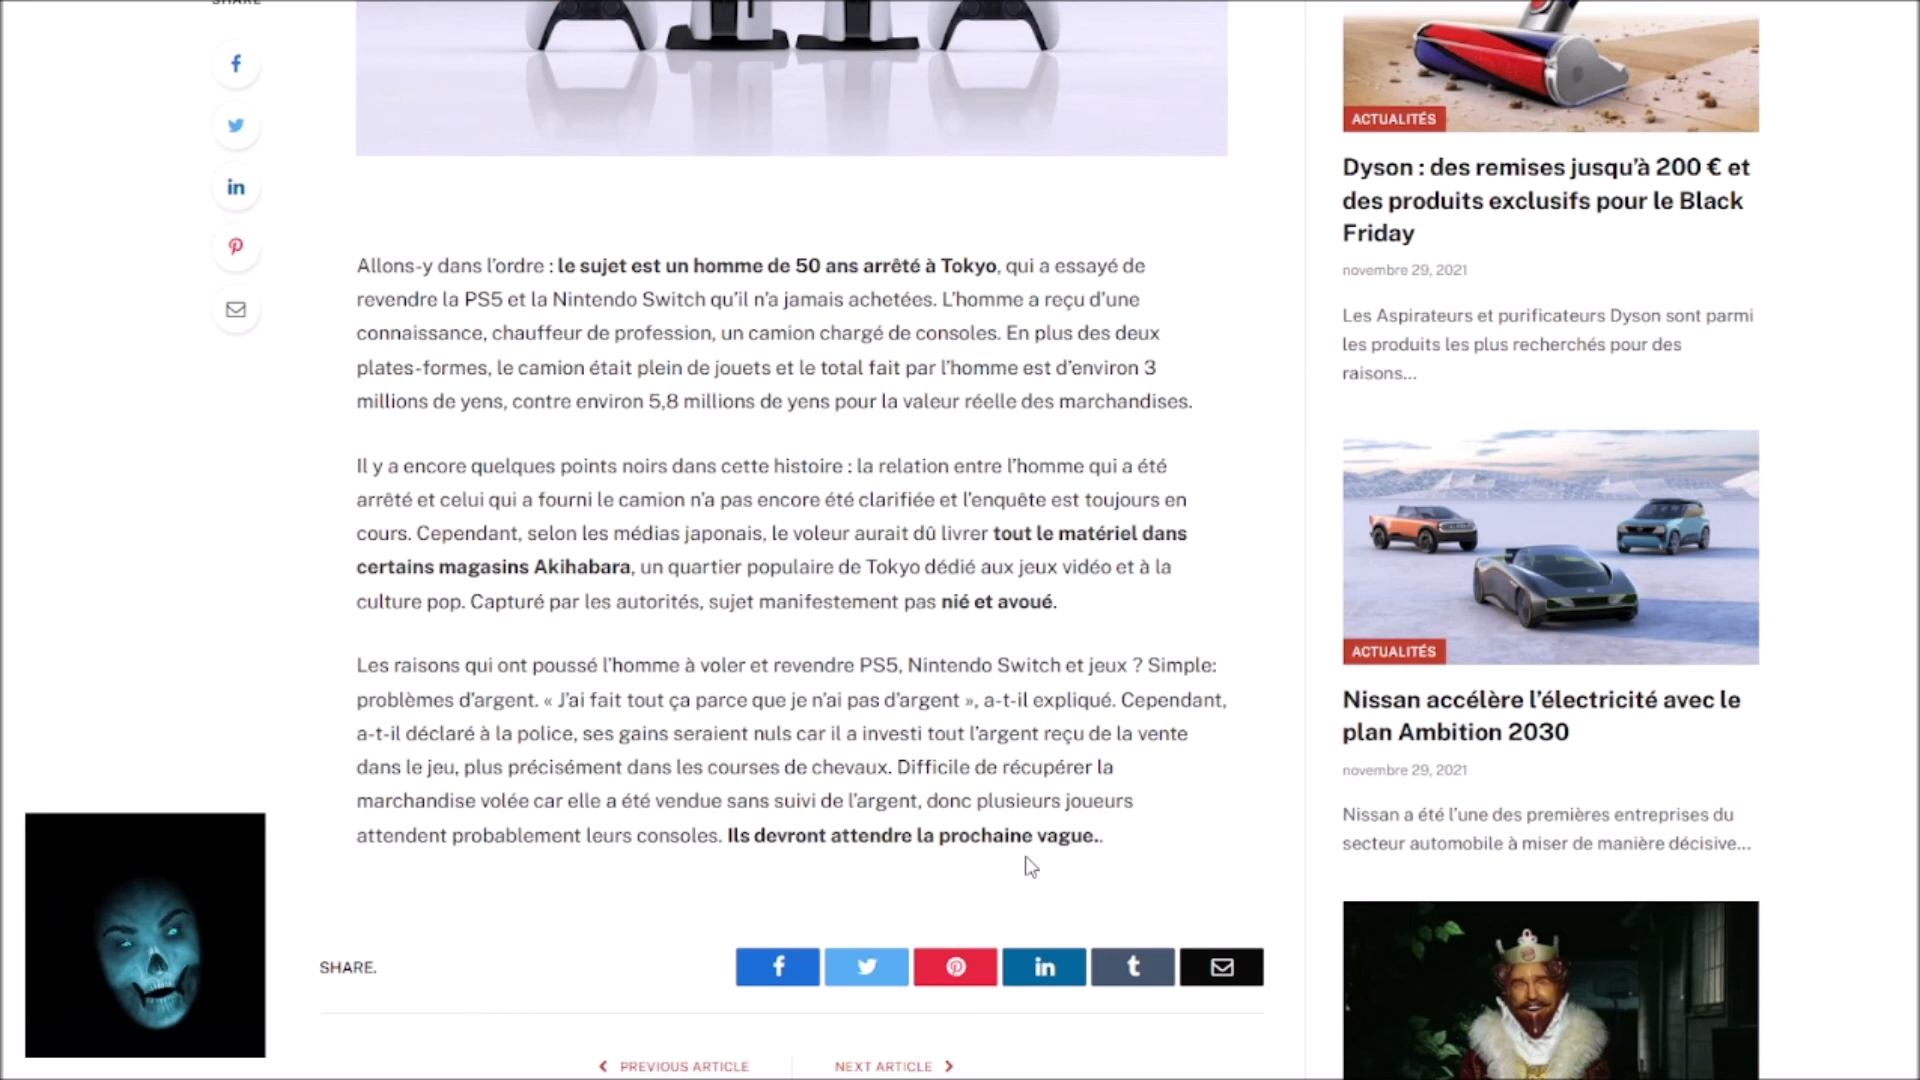 SHARE
Allons-y dans l’ordre : le sujet est un homme de 50 ans arrêté à Tokyo, qui a essayé de
revendre la PS5 et la Nintendo Switch qu’il n’a jamais achetées. L’homme a reçu d’une
connaissance, chauffeur de profession, un camion chargé de consoles. En plus des deux
plates-formes, le camion était plein de jouets et le total fait par l’homme est d’environ 3
millions de yens, contre environ 5,8 millions de yens pour la valeur réelle des marchandises.
Il y a encore quelques points noirs dans cette histoire : la relation entre l’homme qui a été
arrêté et celui qui a fourni le camion n’a pas encore été clarifiée et l’enquête est toujours en
cours. Cependant, selon les médias japonais, le voleur aurait dû livrer tout le matériel dans
certains magasins Akihabara, un quartier populaire de Tokyo dédié aux jeux vidéo et à la
culture pop. Capturé par les autorités, sujet manifestement pas nié et avoué.
Les raisons qui ont poussé l’homme à voler et revendre PS5, Nintendo Switch et jeux ? Simple:
problèmes d’argent. « J’ai fait tout ça parce que je n’ai pas d’argent », a-t-il expliqué. Cependant,
a-t-il déclaré à la police, ses gains seraient nuls car il a investi tout l’argent reçu de la vente
dans le jeu, plus précisément dans les courses de chevaux. Difficile de récupérer la
marchandise volée car elle a été vendue sans suivi de l’argent, donc plusieurs joueurs
attendent probablement leurs consoles. Ils devront attendre la prochaine vague..
SHARE.
PREVIOUS ARTICLE
NEXT ARTICLE
ACTUALITÉS
Dyson : des remises jusqu’à 200 € et
des produits exclusifs pour le Black
Friday
novembre 29, 2021
Les Aspirateurs et purificateurs Dyson sont parmi
les produits les plus recherchés pour des
raisons...
ACTUALITÉS
Nissan accélère l’électricité avec le
plan Ambition 2030
novembre 29, 2021
Nissan a été l’une des premières entreprises du
secteur automobile à miser de manière décisive...